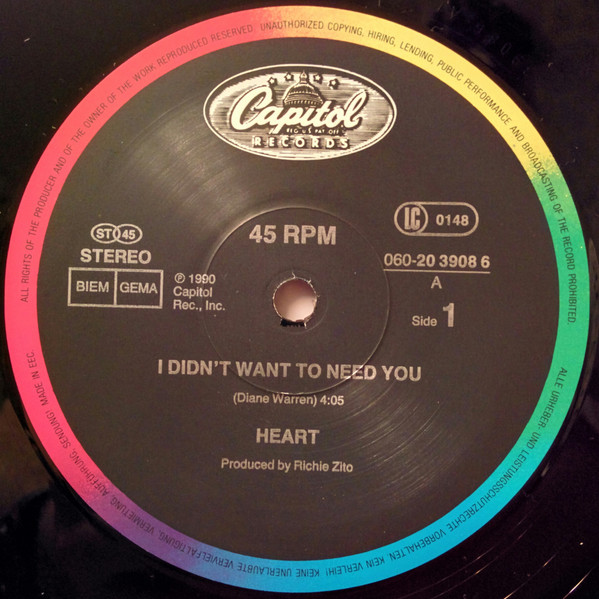 ALL RIGHTS OF THE PRODUCER AND OF THE OWNER OF THE WORK REPRODUCED RESERVED. UNAUTHORIZED COPYING, HIRING, LENDING, PUBLIC PERFORMANCE AND BROADCASTING OF THE RECORD PROHIBITED.
Capitol
REG. U.S. PAT. OFF.
RECORDS
ST 45
STEREO
BIEM GEMA
℗ 1990
Capitol
Rec., Inc.
45 RPM
LC 0148
060-20 3908 6
A
Side 1
I DIDN'T WANT TO NEED YOU
(Diane Warren) 4:05
HEART
Produced by Richie Zito
ALLE URHEBER- UND LEISTUNGSSCHUTZRECHTE VORBEHALTEN. KEIN VERLEIH! KEINE UNERLAUBTE VERVIELFÄLTIGUNG, VERMIETUNG, AUFFÜHRUNG, SENDUNG! MADE IN EEC.